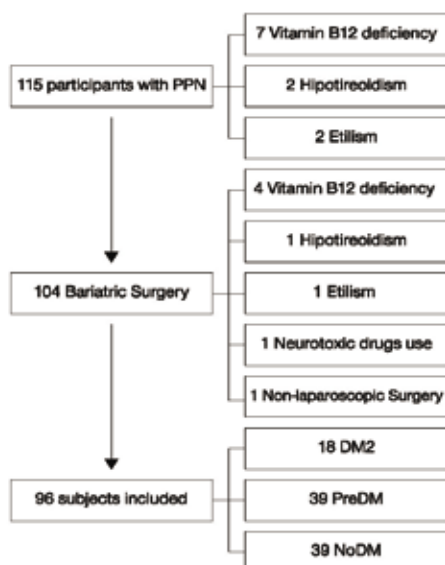 7 Vitamin B12 deficiency
115 participants with PPN
2 Hipotireoidism
2 Etilism
4 Vitamin B12 deficiency
1 Hipotireoidism
104 Bariatric Surgery
1 Etilism
1 Neurotoxic drugs use
1 Non-laparoscopic Surgery
18 DM2
96 subjects included
39 PreDM
39 NoDM